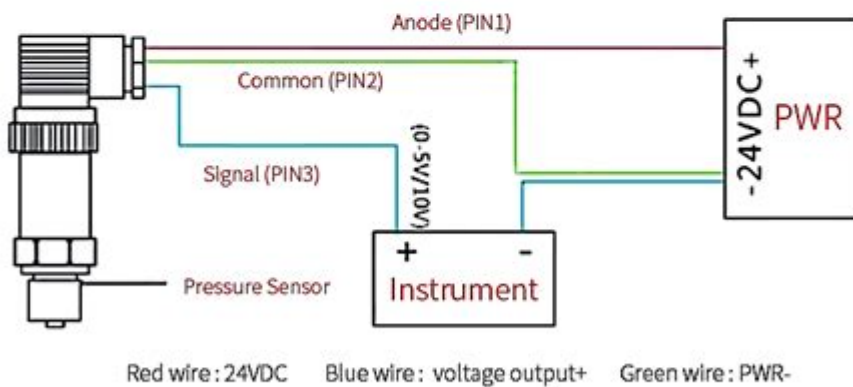 Anode (PIN1)
Common (PIN2)
Signal (PIN3)
(0-5V/10V)
-24VDC+
PWR
+ -
Instrument
Pressure Sensor
Red wire : 24VDC Blue wire : voltage output+ Green wire : PWR-